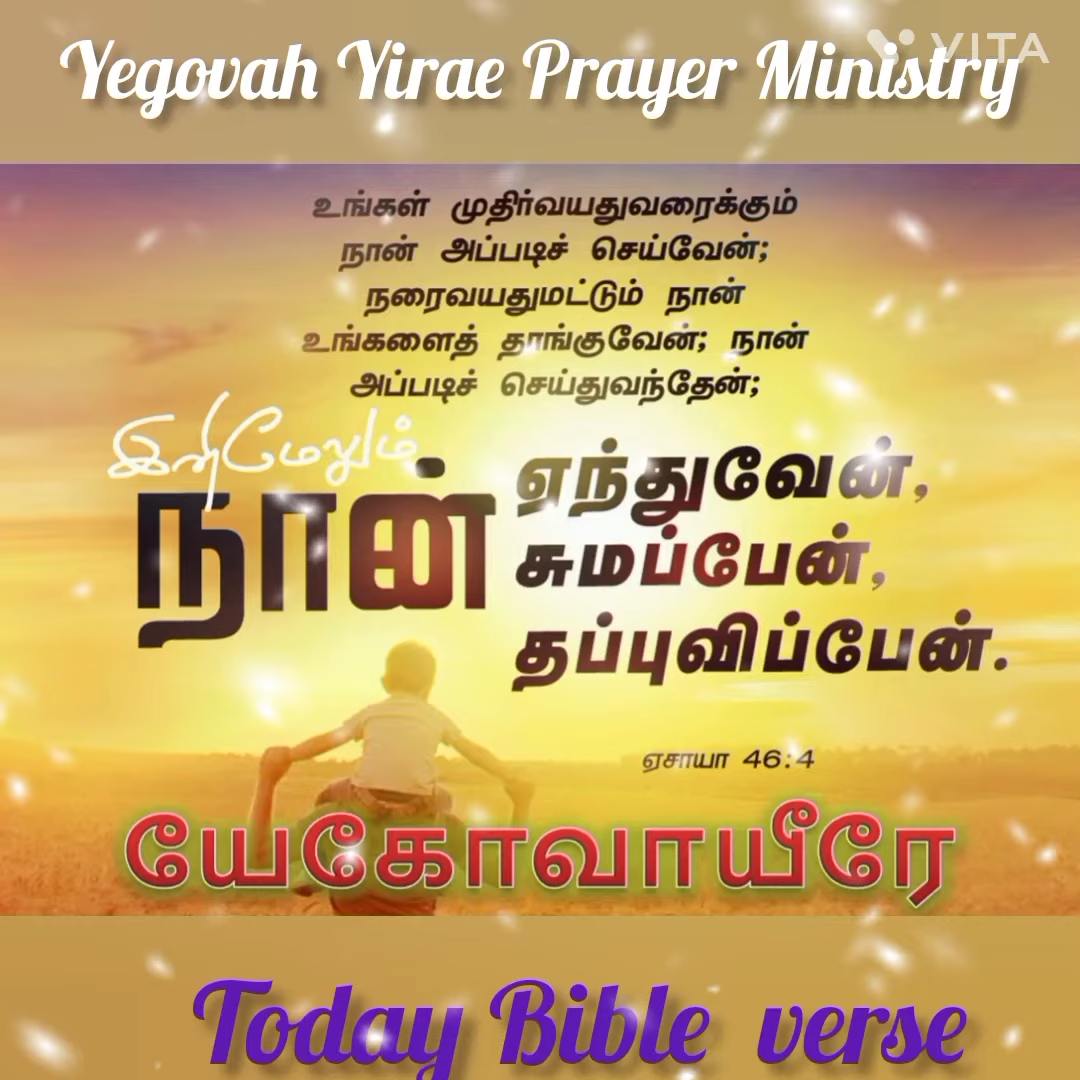 Yegovah Yirae Prayer Ministry
VITA
உங்கள் முதிர்வயதுவரைக்கும்
நான் அப்படிச் செய்வேன்;
நரைவயதுமட்டும் நான்
உங்களைத் தாங்குவேன்; நான்
அப்படிச் செய்துவந்தேன்;
இனிமேலும்
நான்
ஏந்துவேன்,
சுமப்பேன்,
தப்புவிப்பேன்.
ஏசாயா 46:4
யேகோவாயீரே
Today Bible verse